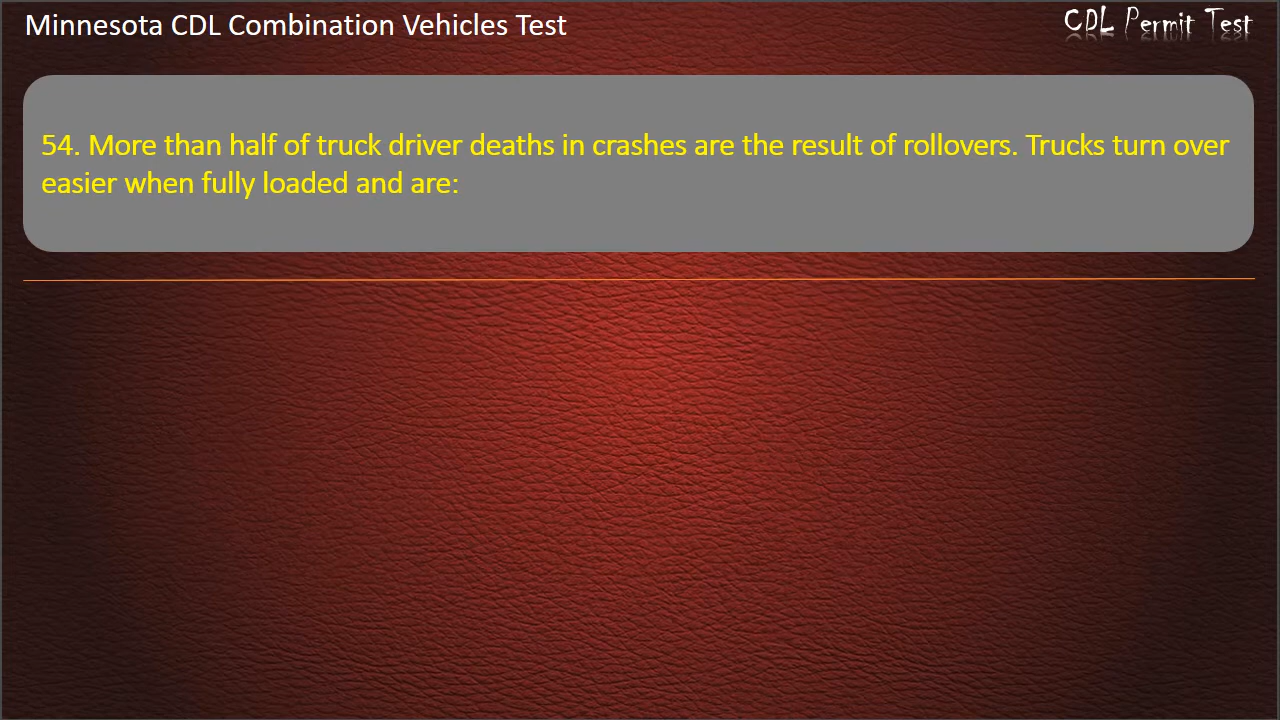 Minnesota CDL Combination Vehicles Test
CDL Permit Test
54. More than half of truck driver deaths in crashes are the result of rollovers. Trucks turn over
easier when fully loaded and are: